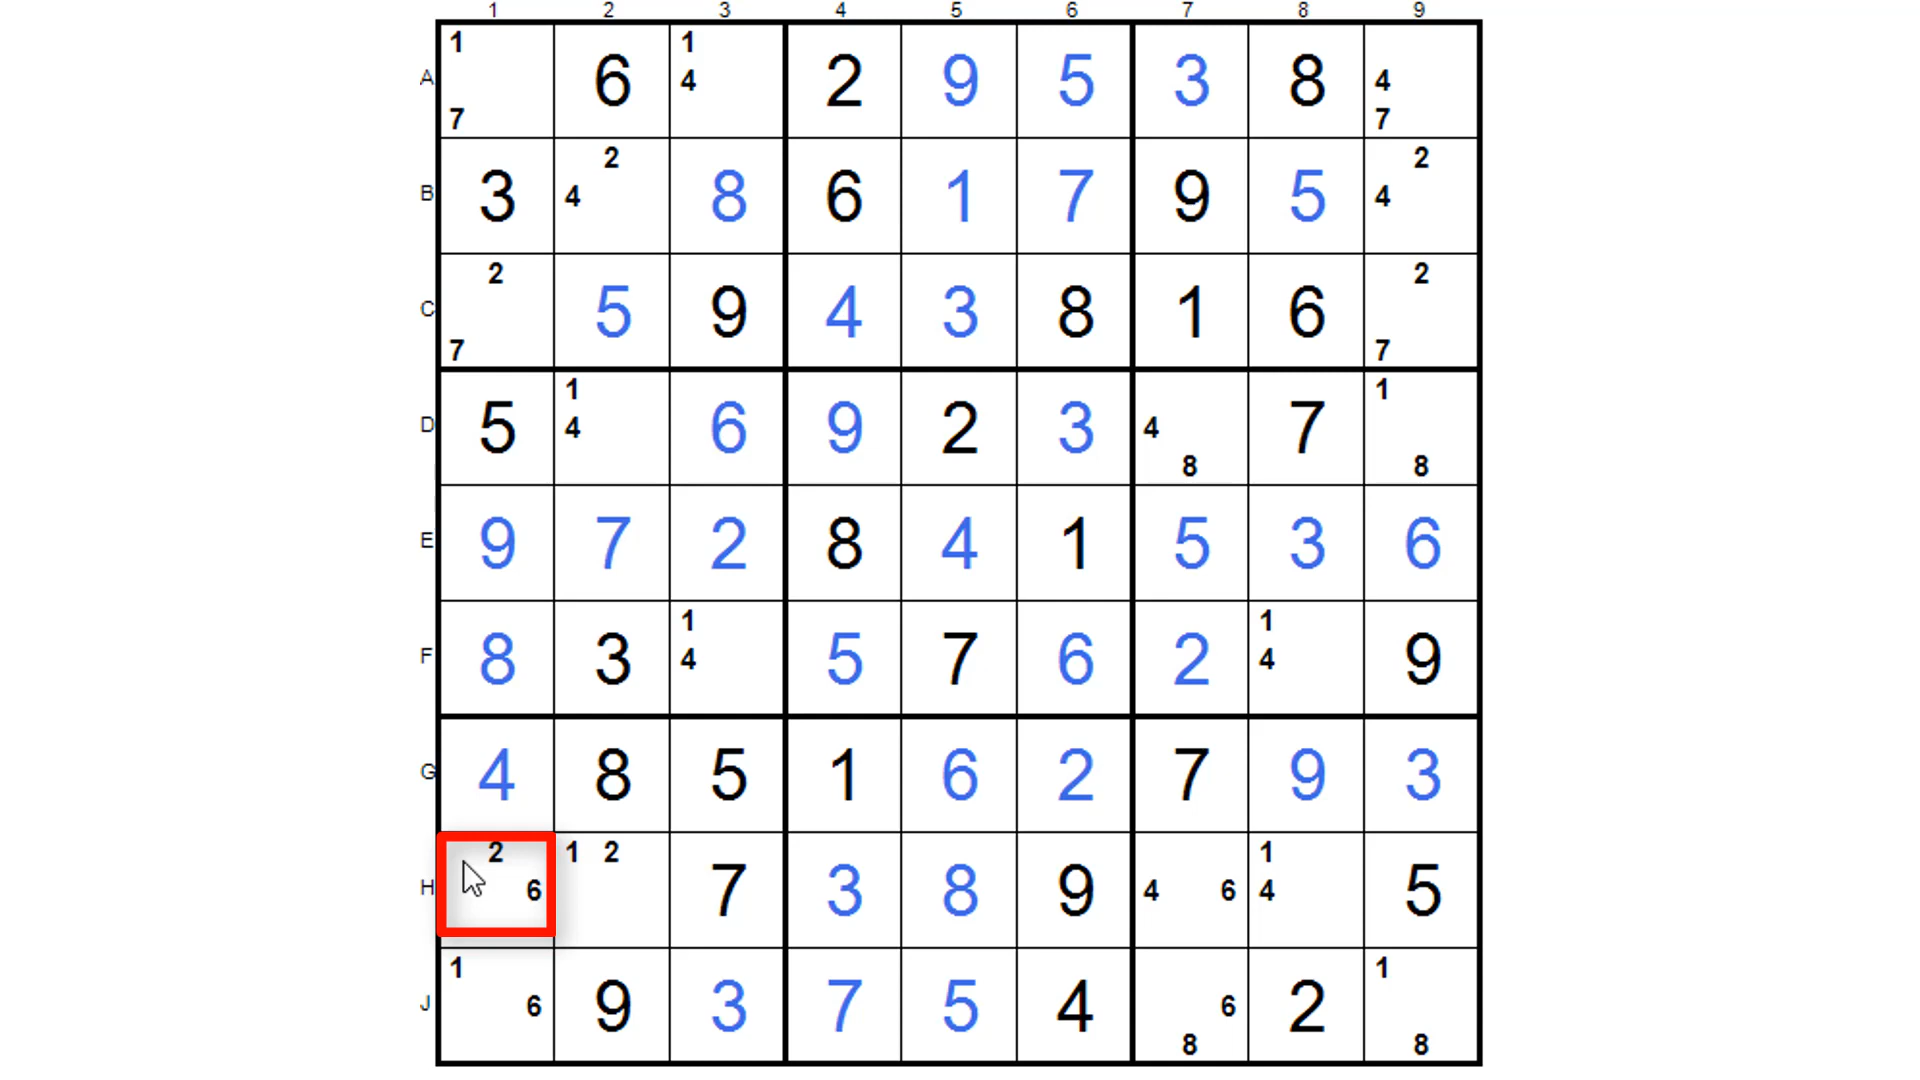 1 2 3 4 5 6 7 8 9
A 1 7 6 1 4 2 9 5 3 8 4 7
B 3 2 4 8 6 1 7 9 5 2 4
C 2 7 5 9 4 3 8 1 6 2 7
D 5 1 4 6 9 2 3 4 8 7 1 8
E 9 7 2 8 4 1 5 3 6
F 8 3 1 4 5 7 6 2 1 4 9
G 4 8 5 1 6 2 7 9 3
H 2 6 1 2 7 3 8 9 4 6 1 4 5
J 1 6 9 3 7 5 4 6 8 2 1 8